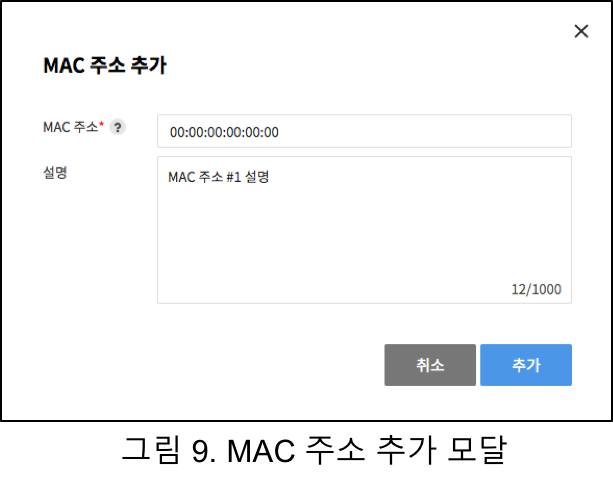 MAC 주소 추가
MAC 주소* ?
00:00:00:00:00:00
설명
MAC 주소 #1 설명
12/1000
취소
추가
그림 9. MAC 주소 추가 모달